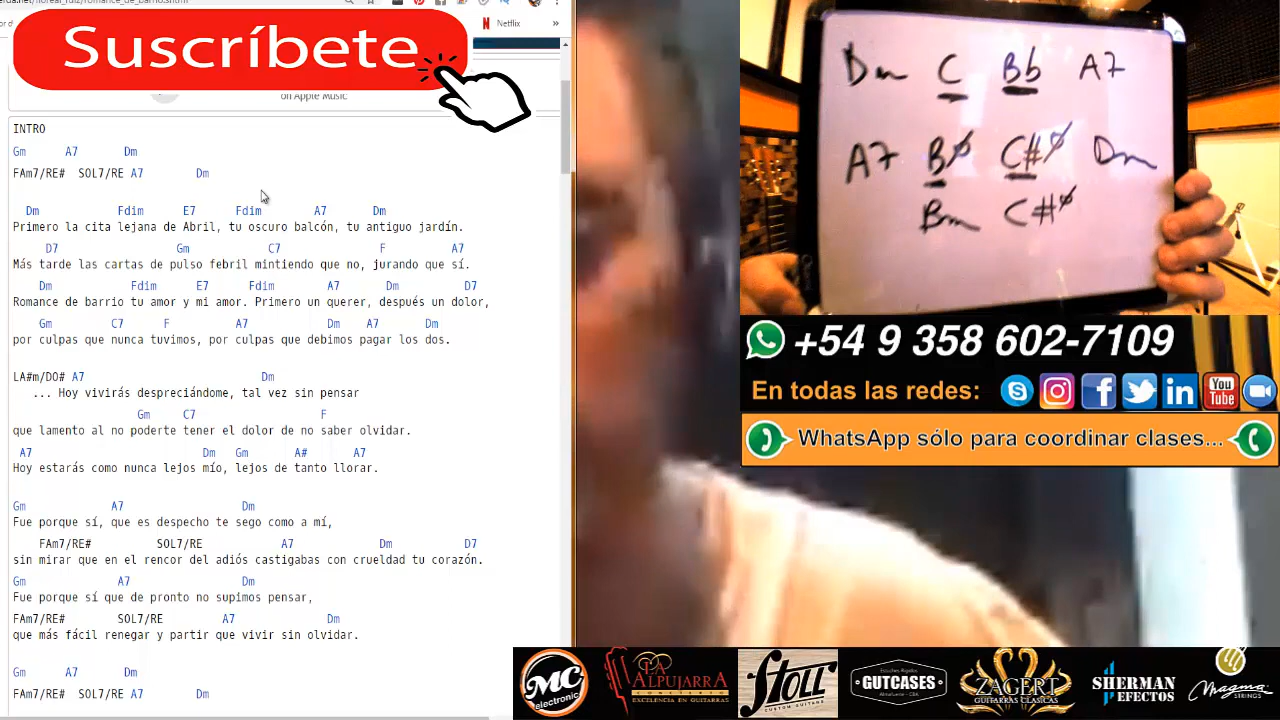 Netflix
Suscríbete
on Apple Music
INTRO
Gm A7 Dm
FAm7/RE# SOL7/RE A7 Dm
Dm Fdim E7 Fdim A7 Dm
Primero la cita lejana de Abril, tu oscuro balcón, tu antiguo jardín.
D7 Gm C7 F A7
Más tarde las cartas de pulso febril mintiendo que no, jurando que sí.
Dm Fdim E7 Fdim A7 Dm D7
Romance de barrio tu amor y mi amor. Primero un querer, después un dolor,
Gm C7 F A7 Dm A7 Dm
por culpas que nunca tuvimos, por culpas que debimos pagar los dos.
LA#m/DO# A7 Dm
... Hoy vivirás despreciándome, tal vez sin pensar
Gm C7 F
que lamento al no poderte tener el dolor de no saber olvidar.
A7 Dm Gm A# A7
Hoy estarás como nunca lejos mío, lejos de tanto llorar.
Gm A7 Dm
Fue porque sí, que es despecho te sego como a mí,
FAm7/RE# SOL7/RE A7 Dm D7
sin mirar que en el rencor del adiós castigabas con crueldad tu corazón.
Gm A7 Dm
Fue porque sí que de pronto no supimos pensar,
FAm7/RE# SOL7/RE A7 Dm
que más fácil renegar y partir que vivir sin olvidar.
Gm A7 Dm
FAm7/RE# SOL7/RE A7 Dm
Dm C Bb A7
A7 Bø C#ø Dm
Bm C#ø
+54 9 358 602-7109
En todas las redes:
You Tube
WhatsApp sólo para coordinar clases...
MC electronic
LA ALPUJARRA
CONCIERTO
EXCELENCIA EN GUITARRAS
STOLL
CUSTOM GUITARS
GUTCASES
ZAGERT
GUITARRAS CLASICAS
SHERMAN
EFECTOS
Magma
STRINGS